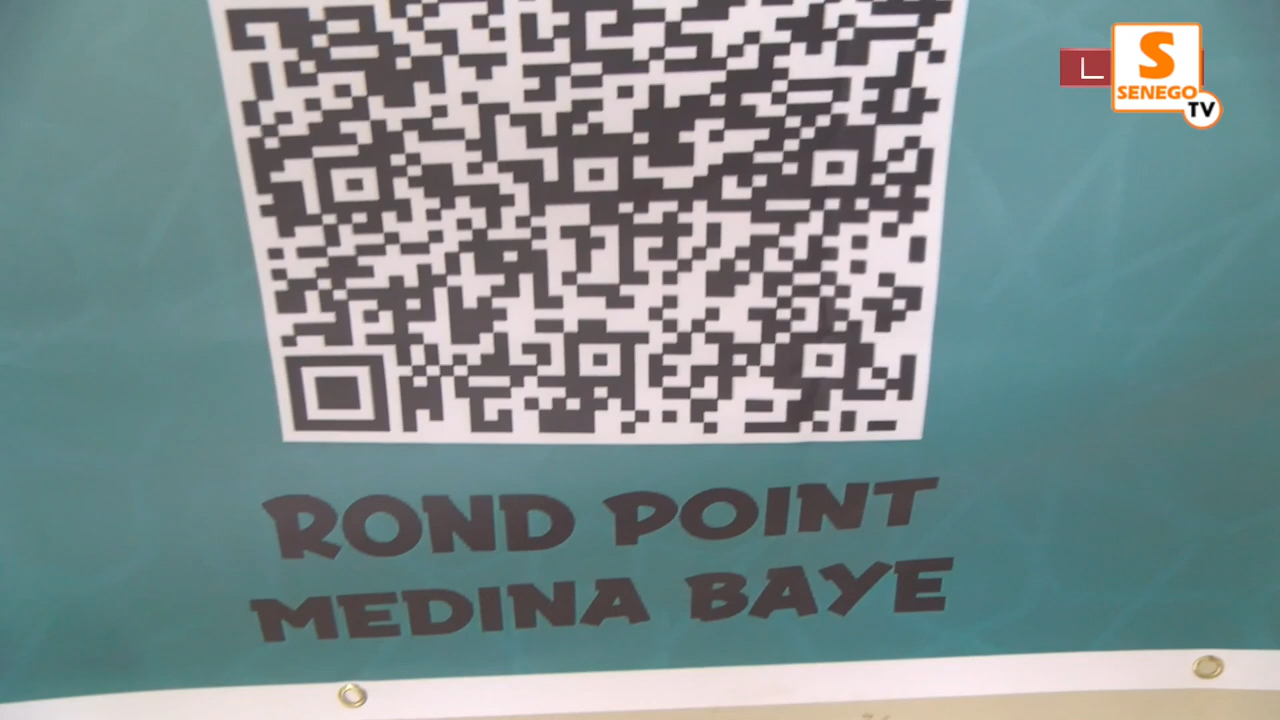 S
SENEGO
TV
L
ROND POINT
MEDINA BAYE